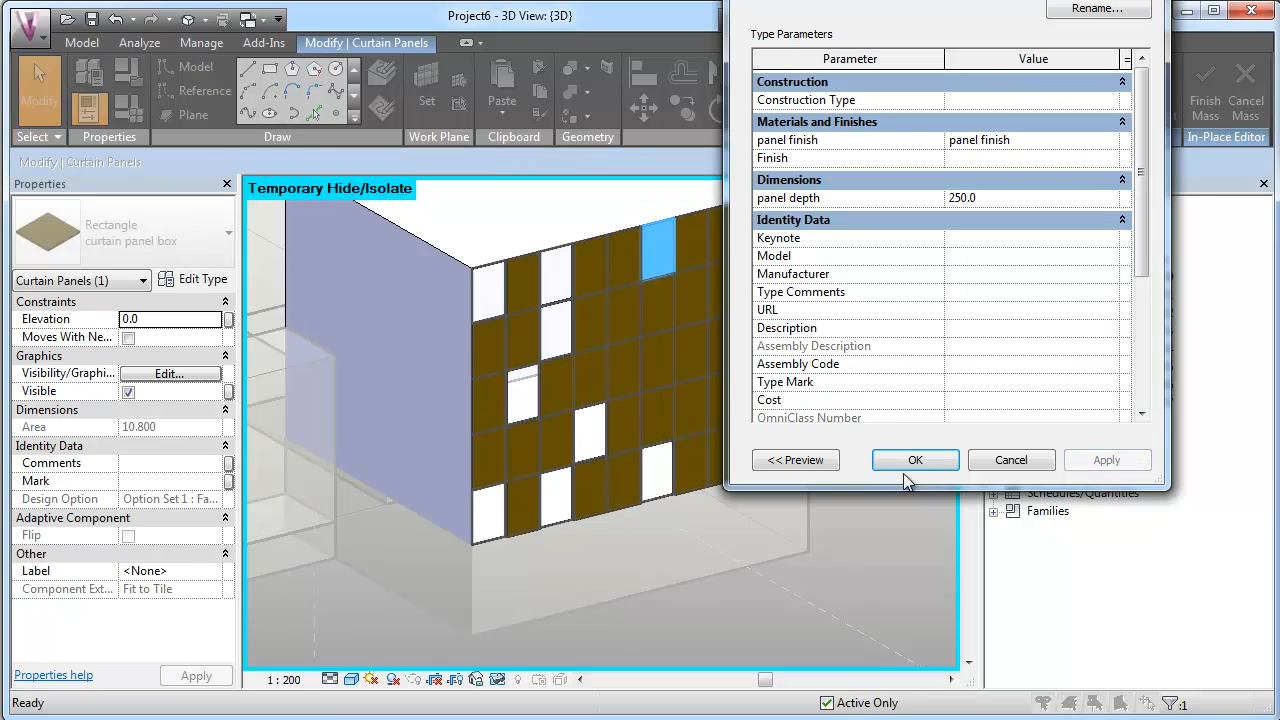 Project6 - 3D View: {3D}
Model Analyze Manage Add-Ins Modify | Curtain Panels
Modify
Model
Reference
Plane
Set
Paste
Finish Mass
Cancel Mass
Select Properties Draw Work Plane Clipboard Geometry In-Place Editor
Modify | Curtain Panels
Properties
Rectangle
curtain panel box
Curtain Panels (1) Edit Type
Constraints
Elevation 0.0
Moves With Ne...
Graphics
Visibility/Graphi... Edit...
Visible
Dimensions
Area 10.800
Identity Data
Comments
Mark
Design Option Option Set 1 : Fa...
Adaptive Component
Flip
Other
Label <None>
Component Ext... Fit to Tile
Properties help Apply
Temporary Hide/Isolate
1 : 200
Rename...
Type Parameters
Parameter Value =
Construction
Construction Type
Materials and Finishes
panel finish panel finish
Finish
Dimensions
panel depth 250.0
Identity Data
Keynote
Model
Manufacturer
Type Comments
URL
Description
Assembly Description
Assembly Code
Type Mark
Cost
OmniClass Number
<< Preview OK Cancel Apply
Schedules/Quantities
Families
Ready Active Only :1